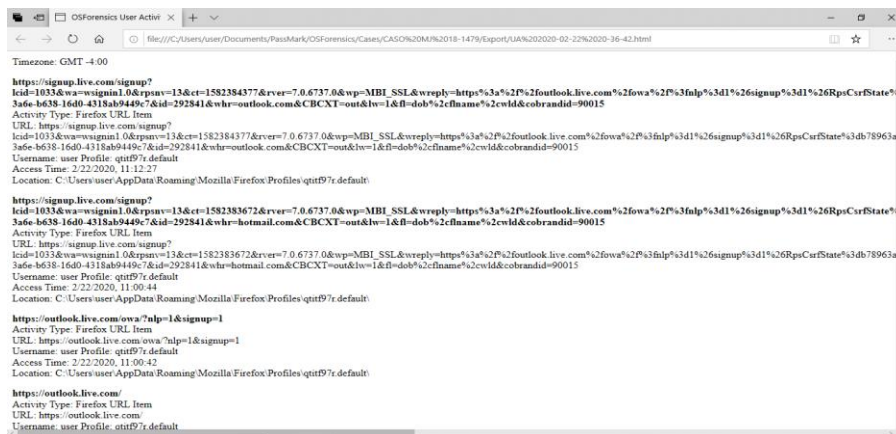 OSForensics User Activi
file:///C:/Users/user/Documents/PassMark/OSForensics/Cases/CASO%20MJ%2018-1479/Export/UA%202020-02-22%2020-36-42.html
Timezone: GMT -4:00
https://signup.live.com/signup?
lcid=1033&wa=wsignin1.0&rpsnv=13&ct=1582384377&rver=7.0.6737.0&wp=MBI_SSL&wreply=https%3a%2f%2foutlook.live.com%2fowa%2f%3fnlp%3d1%26signup%3d1%26RpsCsrfState%
3a6e-b638-16d0-4318ab9449c7&id=292841&whr=outlook.com&CBCXT=out&lw=1&fl=dob%2cflname%2cwld&cobrandid=90015
Activity Type: Firefox URL Item
URL: https://signup.live.com/signup?
lcid=1033&wa=wsignin1.0&rpsnv=13&ct=1582384377&rver=7.0.6737.0&wp=MBI_SSL&wreply=https%3a%2f%2foutlook.live.com%2fowa%2f%3fnlp%3d1%26signup%3d1%26RpsCsrfState%3db78963a
3a6e-b638-16d0-4318ab9449c7&id=292841&whr=outlook.com&CBCXT=out&lw=1&fl=dob%2cflname%2cwld&cobrandid=90015
Username: user Profile: qtitf97r.default
Access Time: 2/22/2020, 11:12:27
Location: C:\Users\user\AppData\Roaming\Mozilla\Firefox\Profiles\qtitf97r.default\
https://signup.live.com/signup?
lcid=1033&wa=wsignin1.0&rpsnv=13&ct=1582383672&rver=7.0.6737.0&wp=MBI_SSL&wreply=https%3a%2f%2foutlook.live.com%2fowa%2f%3fnlp%3d1%26signup%3d1%26RpsCsrfState%
3a6e-b638-16d0-4318ab9449c7&id=292841&whr=hotmail.com&CBCXT=out&lw=1&fl=dob%2cflname%2cwld&cobrandid=90015
Activity Type: Firefox URL Item
URL: https://signup.live.com/signup?
lcid=1033&wa=wsignin1.0&rpsnv=13&ct=1582383672&rver=7.0.6737.0&wp=MBI_SSL&wreply=https%3a%2f%2foutlook.live.com%2fowa%2f%3fnlp%3d1%26signup%3d1%26RpsCsrfState%3db78963a
3a6e-b638-16d0-4318ab9449c7&id=292841&whr=hotmail.com&CBCXT=out&lw=1&fl=dob%2cflname%2cwld&cobrandid=90015
Username: user Profile: qtitf97r.default
Access Time: 2/22/2020, 11:00:44
Location: C:\Users\user\AppData\Roaming\Mozilla\Firefox\Profiles\qtitf97r.default\
https://outlook.live.com/owa/?nlp=1&signup=1
Activity Type: Firefox URL Item
URL: https://outlook.live.com/owa/?nlp=1&signup=1
Username: user Profile: qtitf97r.default
Access Time: 2/22/2020, 11:00:42
Location: C:\Users\user\AppData\Roaming\Mozilla\Firefox\Profiles\qtitf97r.default\
https://outlook.live.com/
Activity Type: Firefox URL Item
URL: https://outlook.live.com/
Username: user Profile: qtitf97r.default